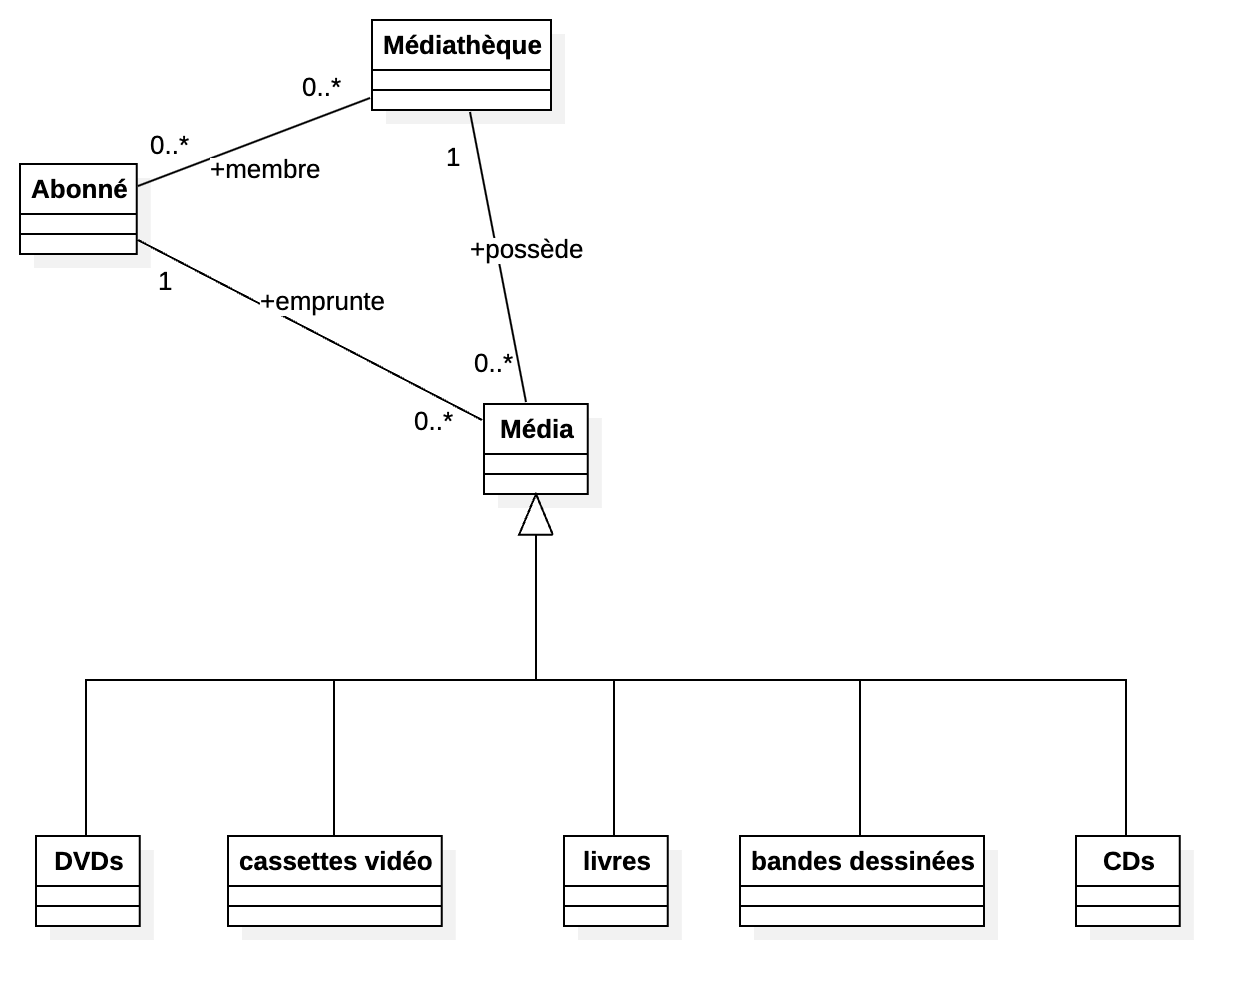 Médiathèque
0..*
0..*
+membre
1
Abonné
+possède
1
+emprunte
0..*
0..*
Média
DVDs
cassettes vidéo
livres
bandes dessinées
CDs